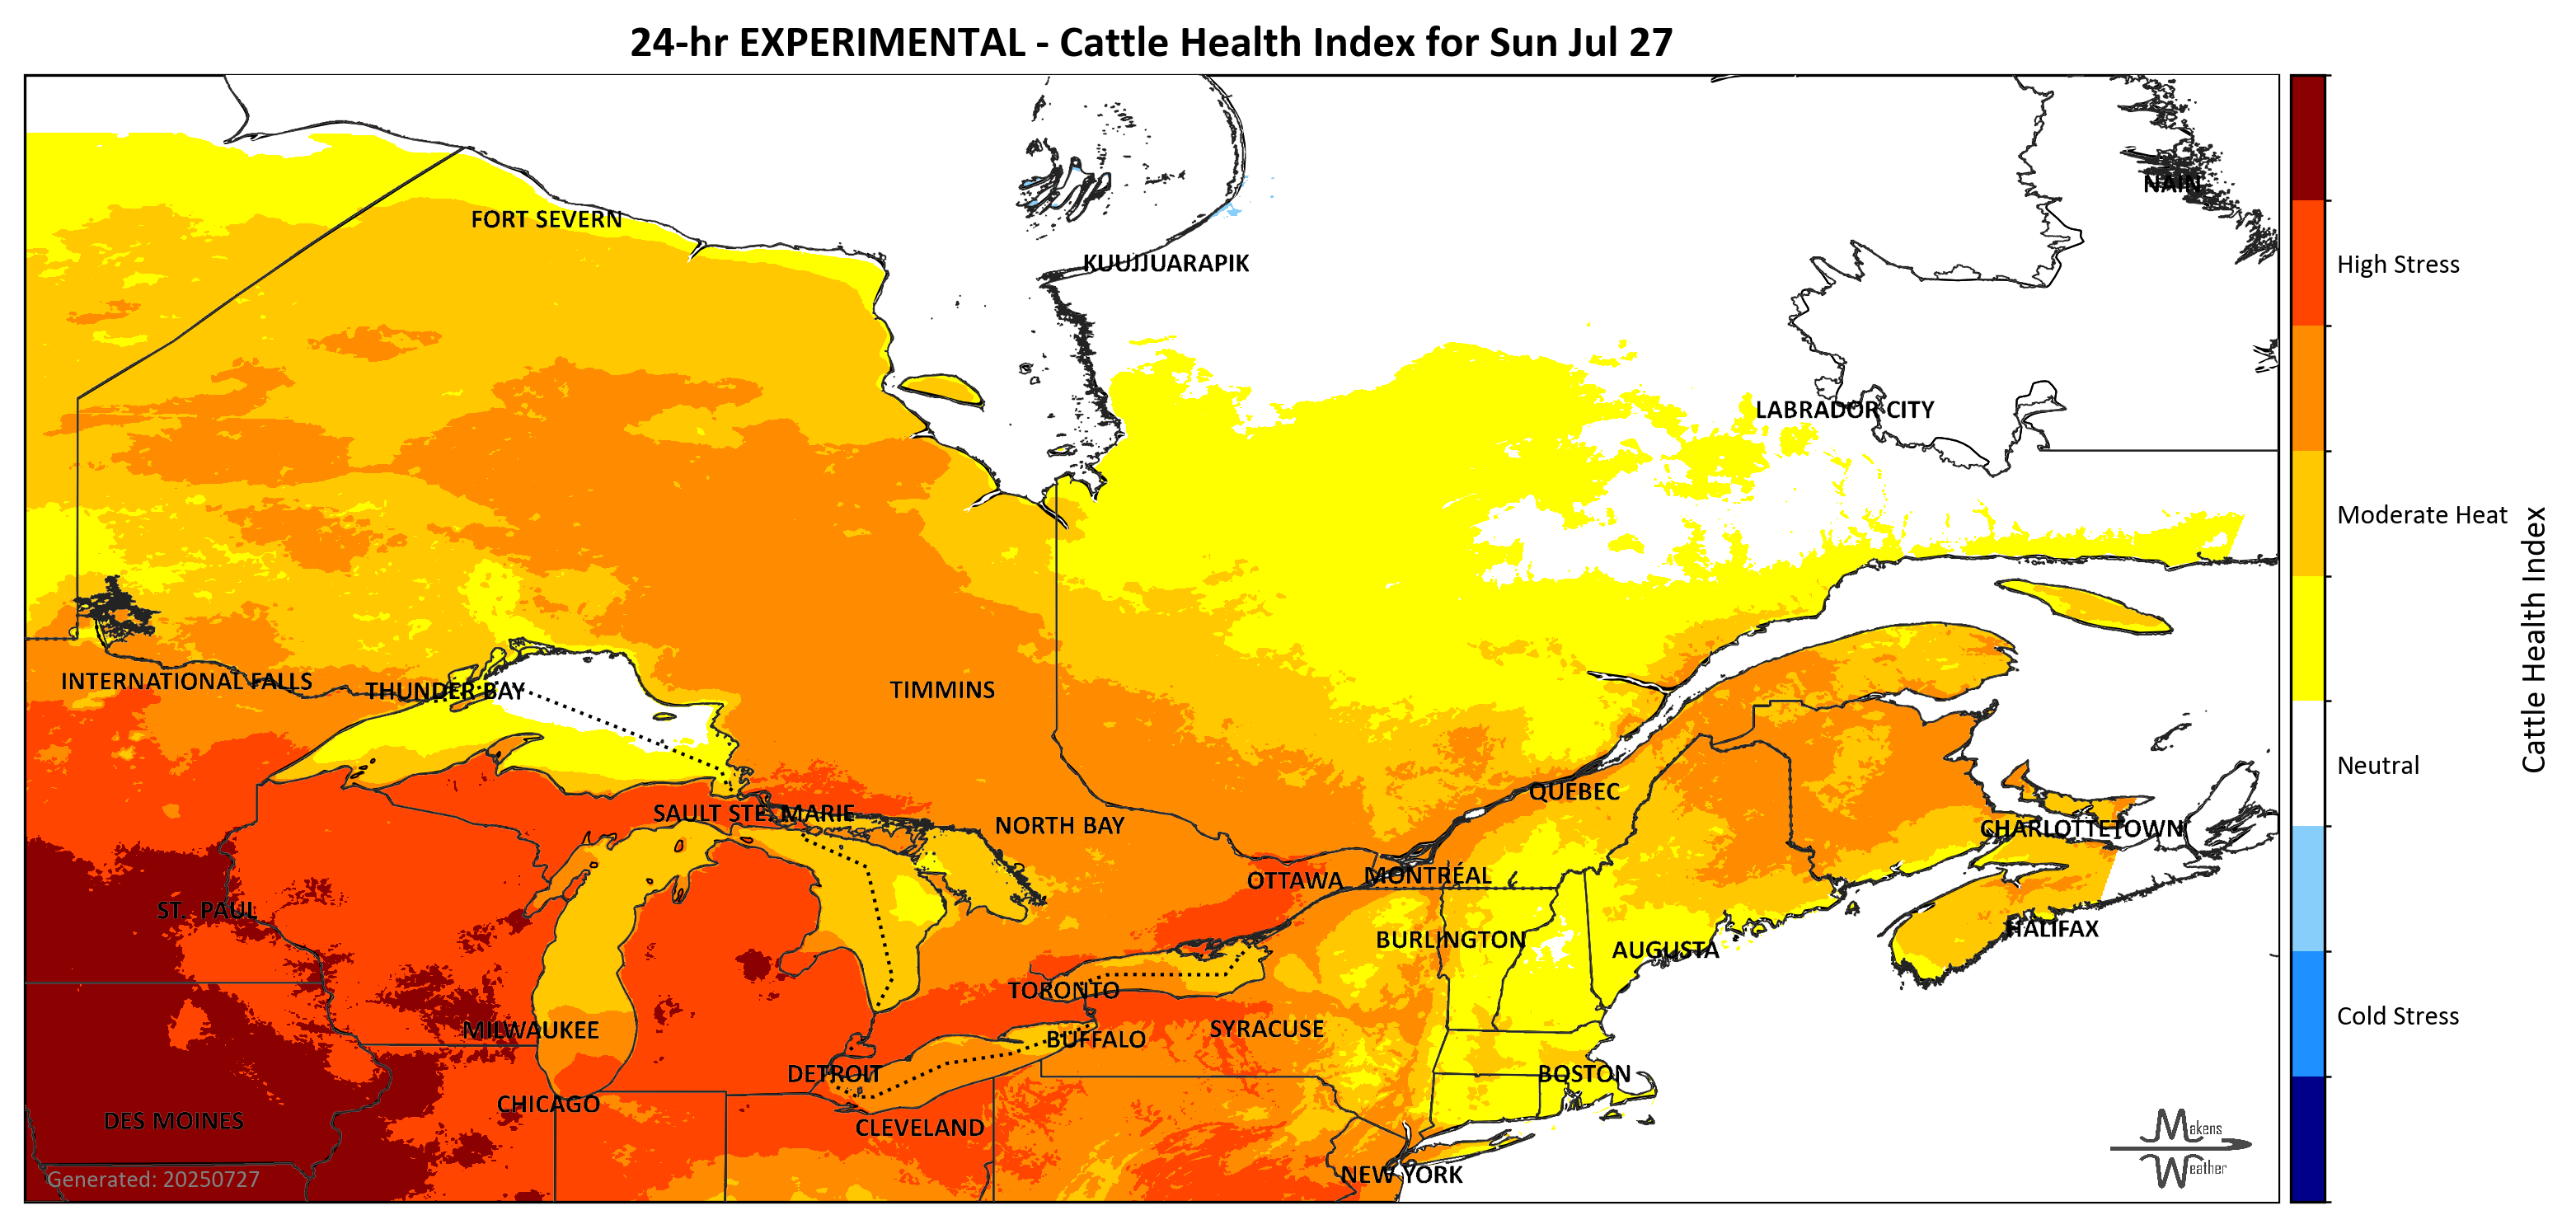 24-hr EXPERIMENTAL - Cattle Health Index for Sun Jul 27
NAIN
FORT SEVERN
KUUJJUARAPIK
High Stress
LABRADOR CITY
Moderate Heat
Cattle Health Index
INTERNATIONAL FALLS
THUNDER BAY
TIMMINS
Neutral
QUEBEC
SAULT STE. MARIE
NORTH BAY
CHARLOTTETOWN
OTTAWA
MONTRÉAL
ST. PAUL
HALIFAX
BURLINGTON
AUGUSTA
TORONTO
Cold Stress
MILWAUKEE
SYRACUSE
BUFFALO
DETROIT
BOSTON
CHICAGO
DES MOINES
CLEVELAND
Makens
Weather
NEW YORK
Generated: 20250727